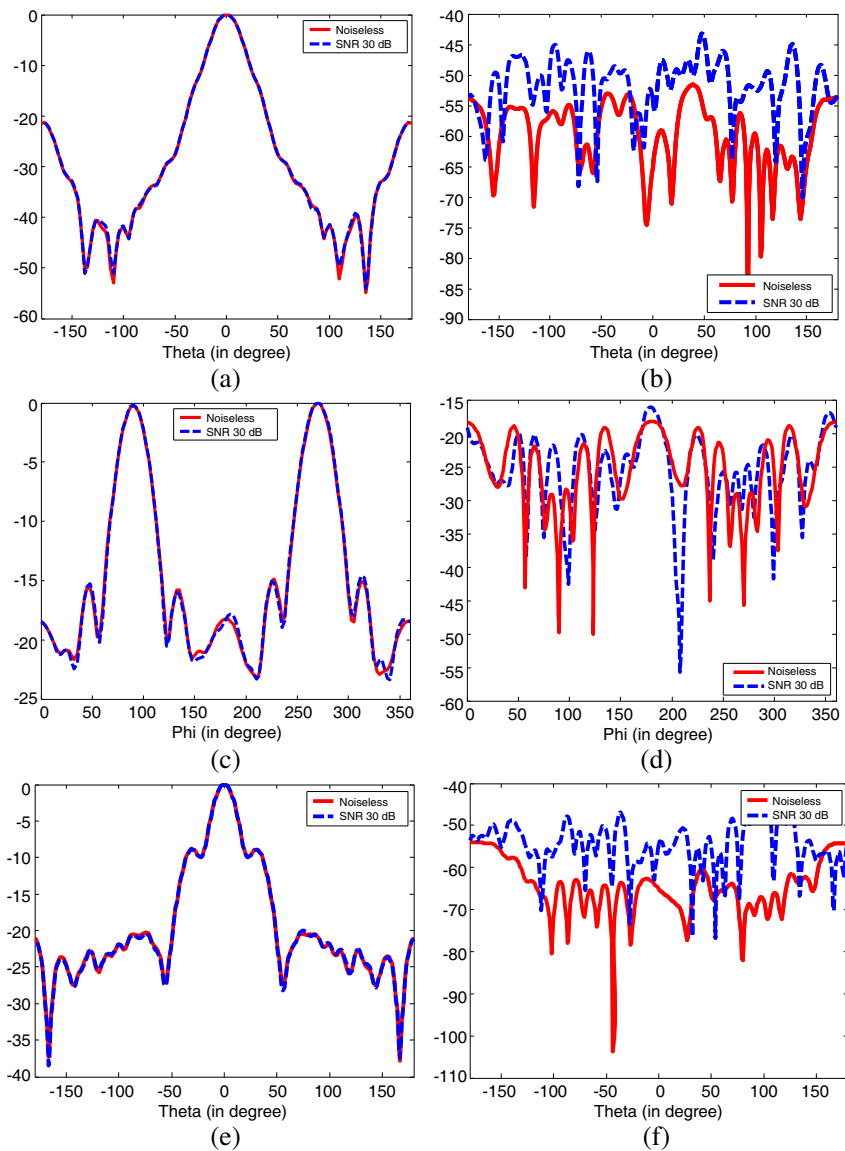 0
-10
-20
-30
-40
-50
-60
-150 -100 -50 0 50 100 150
Theta (in degree)
Noiseless
SNR 30 dB
(a)
-40
-45
-50
-55
-60
-65
-70
-75
-80
-85
-90
-150 -100 -50 0 50 100 150
Theta (in degree)
Noiseless
SNR 30 dB
(b)
0
-5
-10
-15
-20
-25
0 50 100 150 200 250 300 350
Phi (in degree)
Noiseless
SNR 30 dB
(c)
-15
-20
-25
-30
-35
-40
-45
-50
-55
-60
0 50 100 150 200 250 300 350
Phi (in degree)
Noiseless
SNR 30 dB
(d)
0
-5
-10
-15
-20
-25
-30
-35
-40
-150 -100 -50 0 50 100 150
Theta (in degree)
Noiseless
SNR 30 dB
(e)
-40
-50
-60
-70
-80
-90
-100
-110
-150 -100 -50 0 50 100 150
Theta (in degree)
Noiseless
SNR 30 dB
(f)